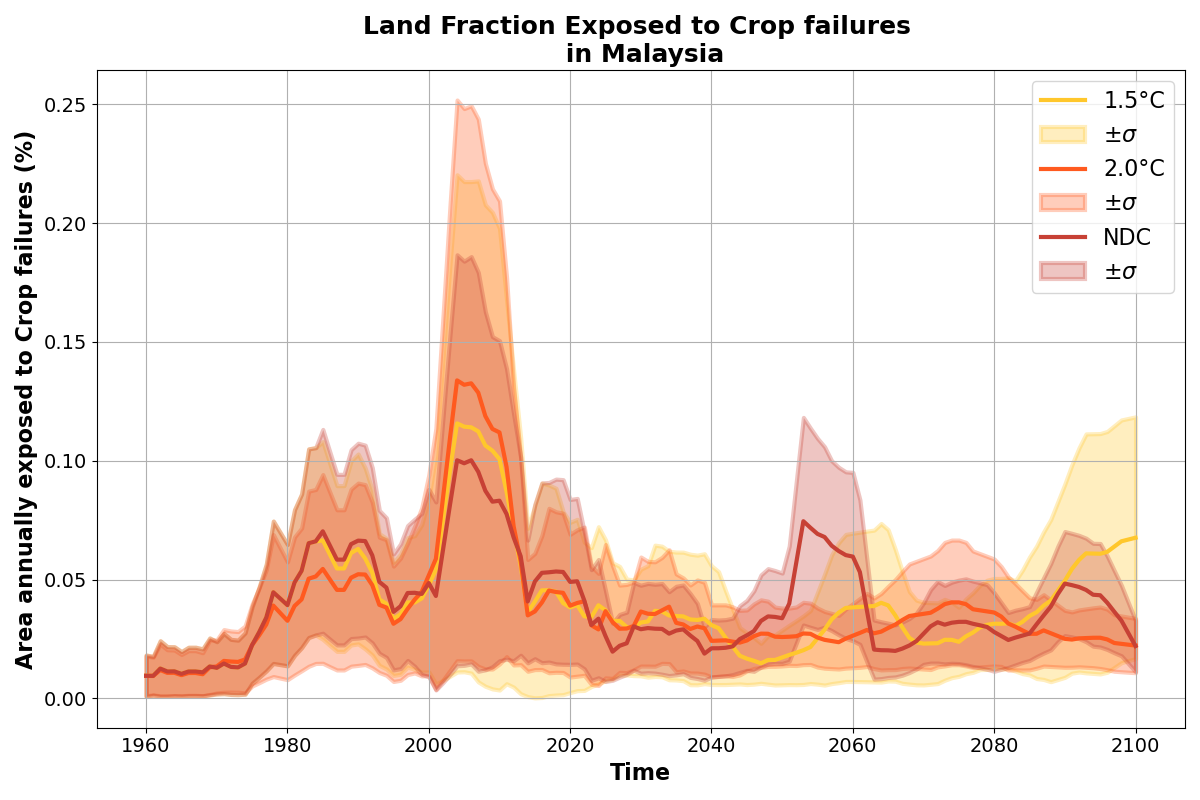 Land Fraction Exposed to Crop failures
in Malaysia
Area annually exposed to Crop failures (%)
0.25
0.20
0.15
0.10
0.05
0.00
1960
1980
2000
2020
2040
2060
2080
2100
Time
1.5°C
±σ
2.0°C
±σ
NDC
±σ